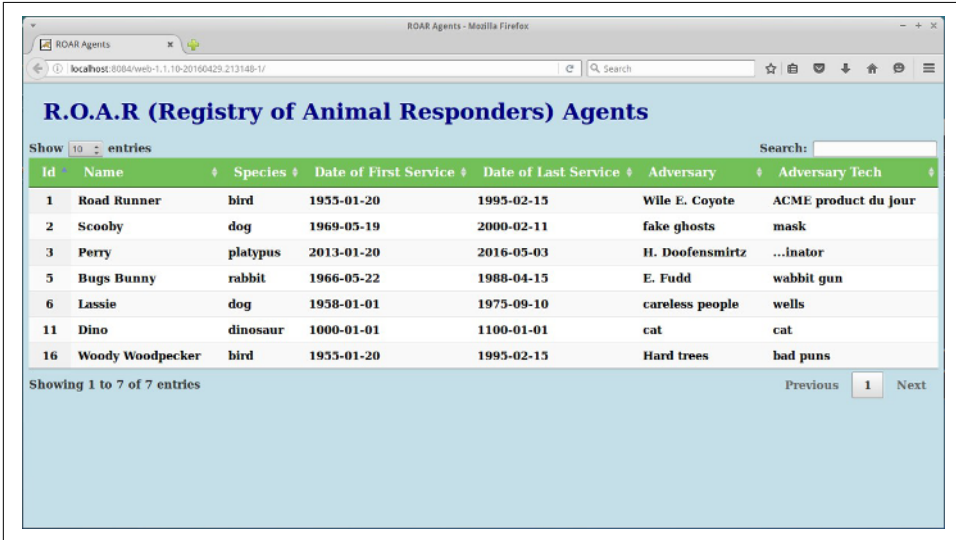 ROAR Agents - Mozilla Firefox
ROAR Agents
localhost:8084/web-1.1.10-20160429.213148-1/ Search
R.O.A.R (Registry of Animal Responders) Agents
Show 10 entries Search:
Id Name Species Date of First Service Date of Last Service Adversary Adversary Tech
1 Road Runner bird 1955-01-20 1995-02-15 Wile E. Coyote ACME product du jour
2 Scooby dog 1969-05-19 2000-02-11 fake ghosts mask
3 Perry platypus 2013-01-20 2016-05-03 H. Doofensmirtz ...inator
5 Bugs Bunny rabbit 1966-05-22 1988-04-15 E. Fudd wabbit gun
6 Lassie dog 1958-01-01 1975-09-10 careless people wells
11 Dino dinosaur 1000-01-01 1100-01-01 cat cat
16 Woody Woodpecker bird 1955-01-20 1995-02-15 Hard trees bad puns
Showing 1 to 7 of 7 entries Previous 1 Next